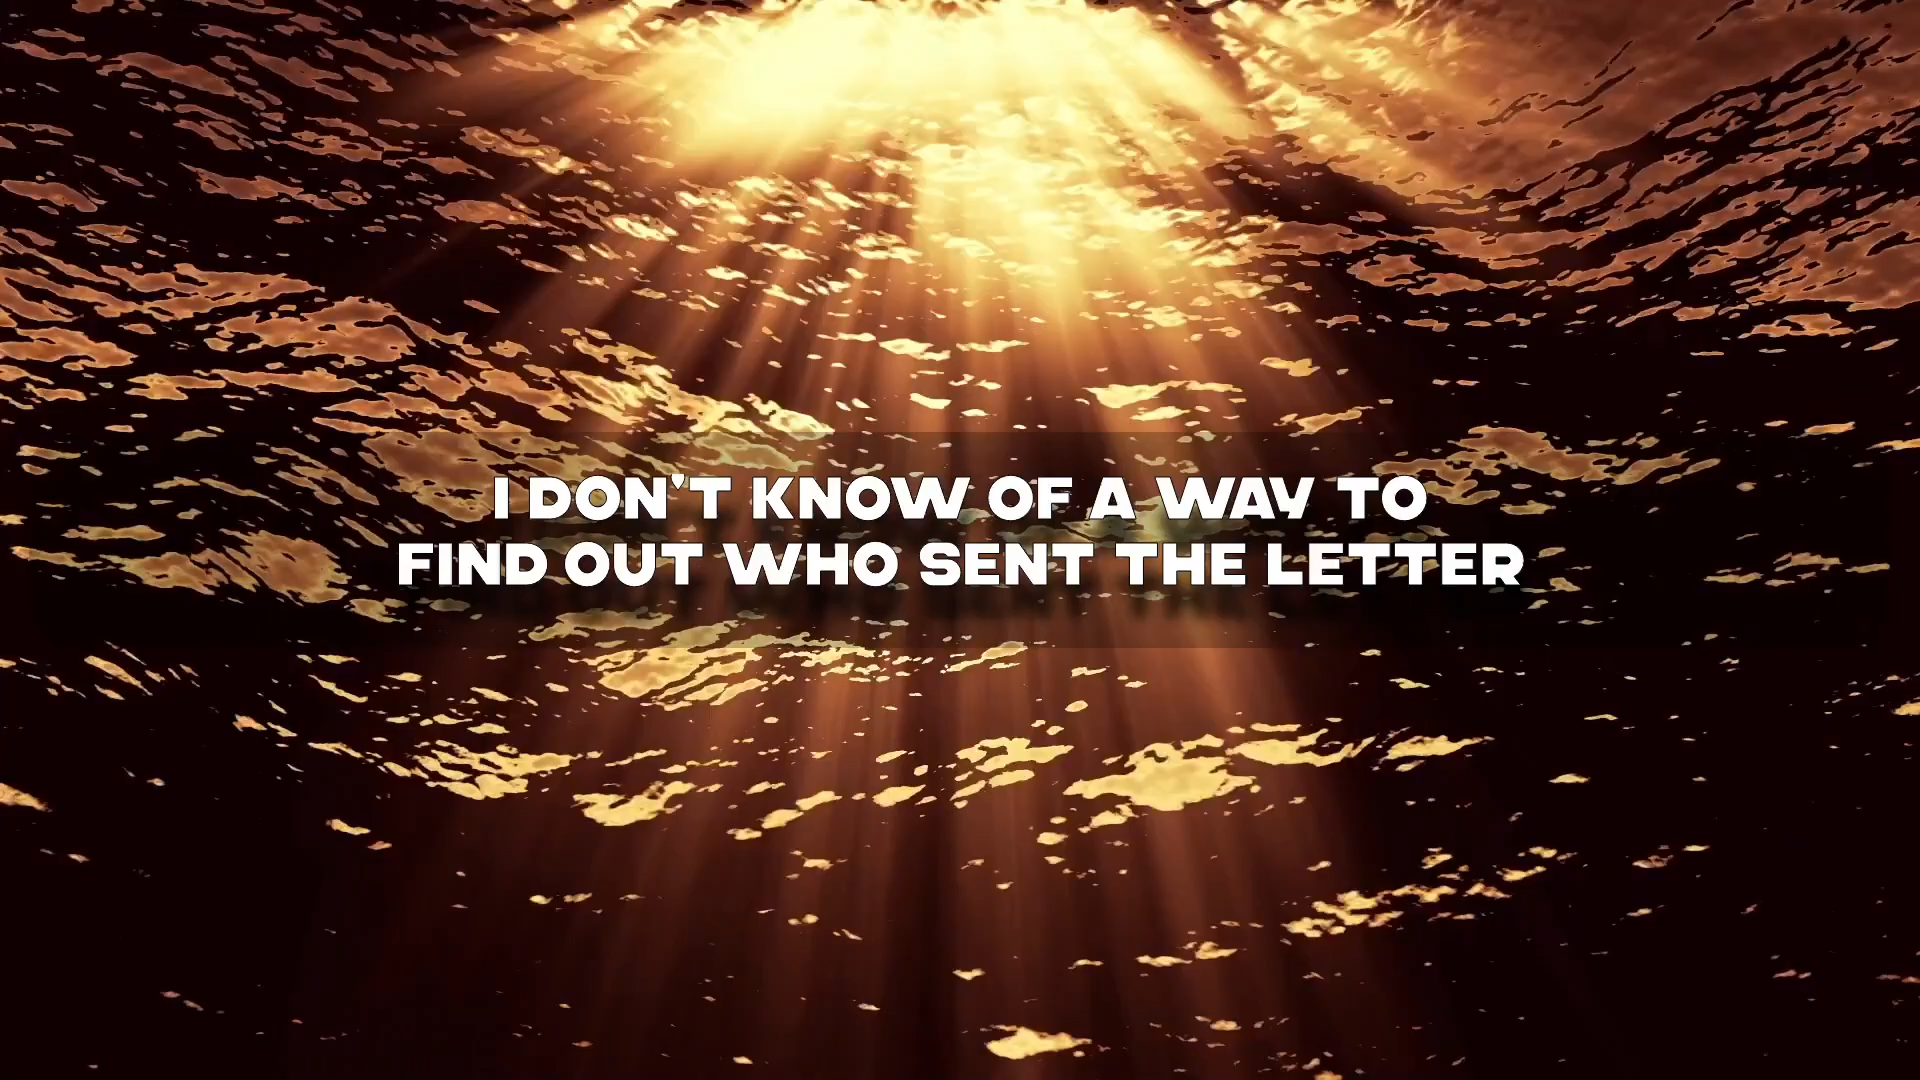 I DON'T KNOW OF A WAY TO
FIND OUT WHO SENT THE LETTER